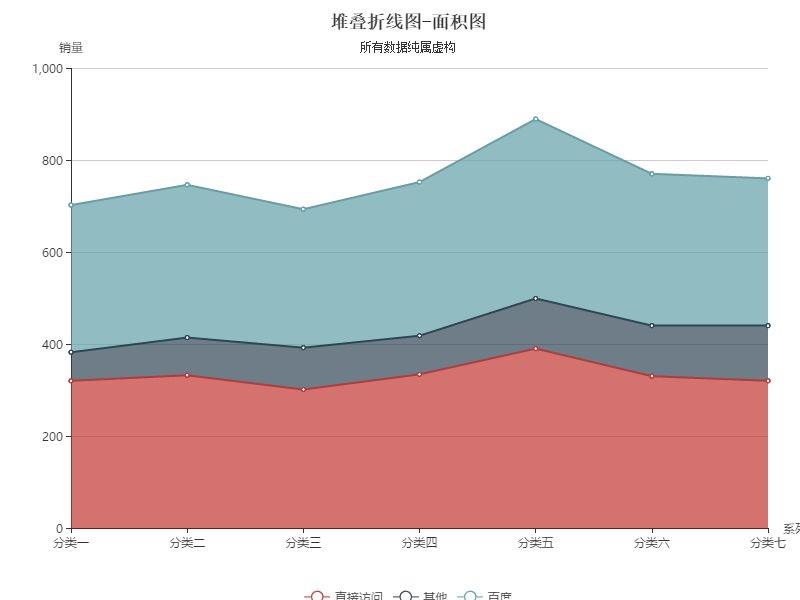 堆叠折线图-面积图
所有数据纯属虚构
销量
1,000
800
600
400
200
0
分类一 分类二 分类三 分类四 分类五 分类六 分类七
系列
直接访问 其他 百度